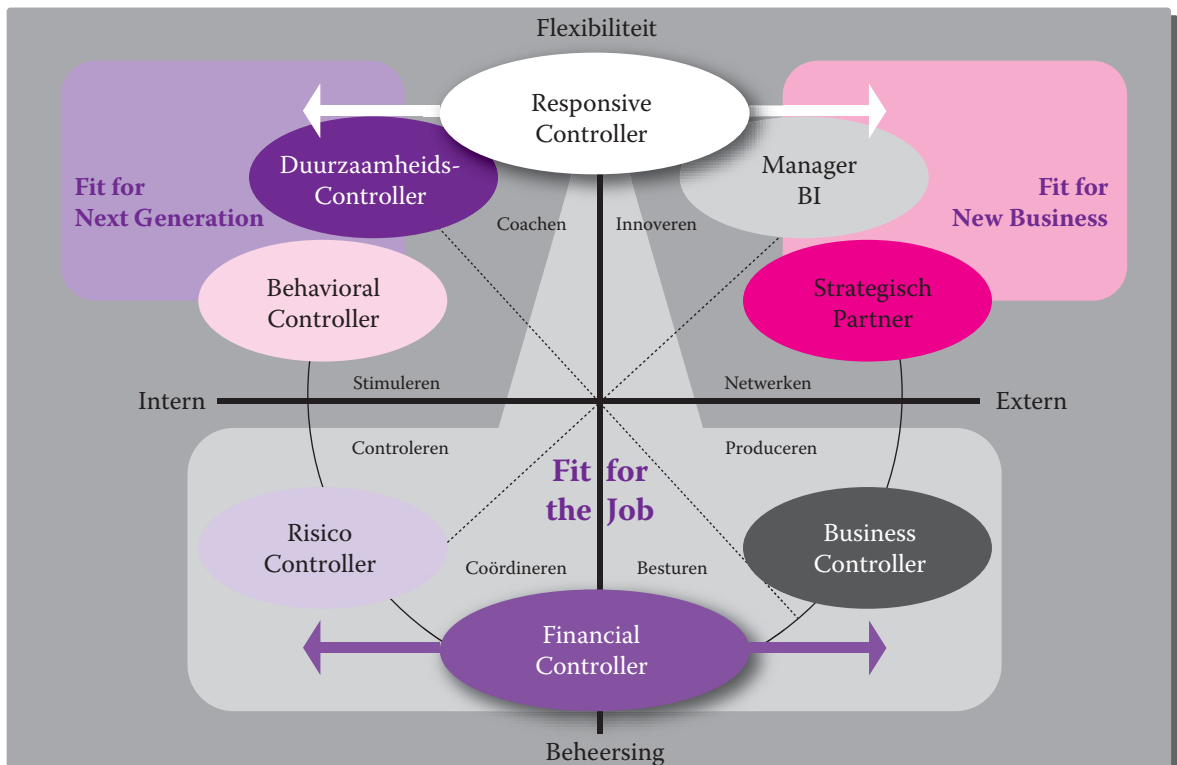 Flexibiliteit
Responsive
Controller
Duurzaamheids-
Controller
Manager
BI
Fit for
Next Generation
Fit for
New Business
Coachen
Innoveren
Behavioral
Controller
Strategisch
Partner
Stimuleren
Netwerken
Intern
Extern
Controleren
Produceren
Fit for
the Job
Risico
Controller
Business
Controller
Coördineren
Besturen
Financial
Controller
Beheersing